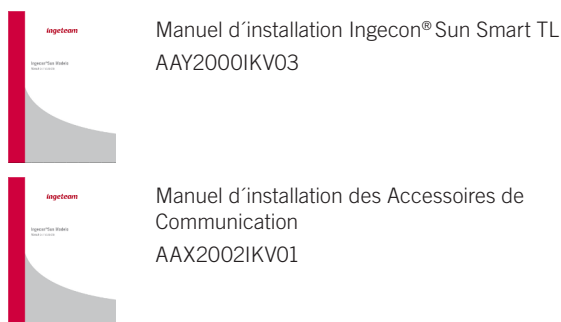 Ingeteam
Manuel d´installation Ingecon® Sun Smart TL
AAY2000IKV03
Ingeteam
Manuel d´installation des Accessoires de
Communication
AAX2002IKV01